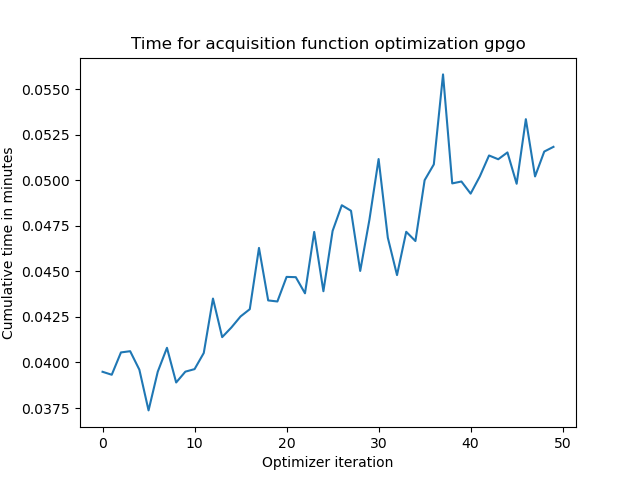 Time for acquisition function optimization gpgo
Cumulative time in minutes
0.0550
0.0525
0.0500
0.0475
0.0450
0.0425
0.0400
0.0375
0 10 20 30 40 50
Optimizer iteration